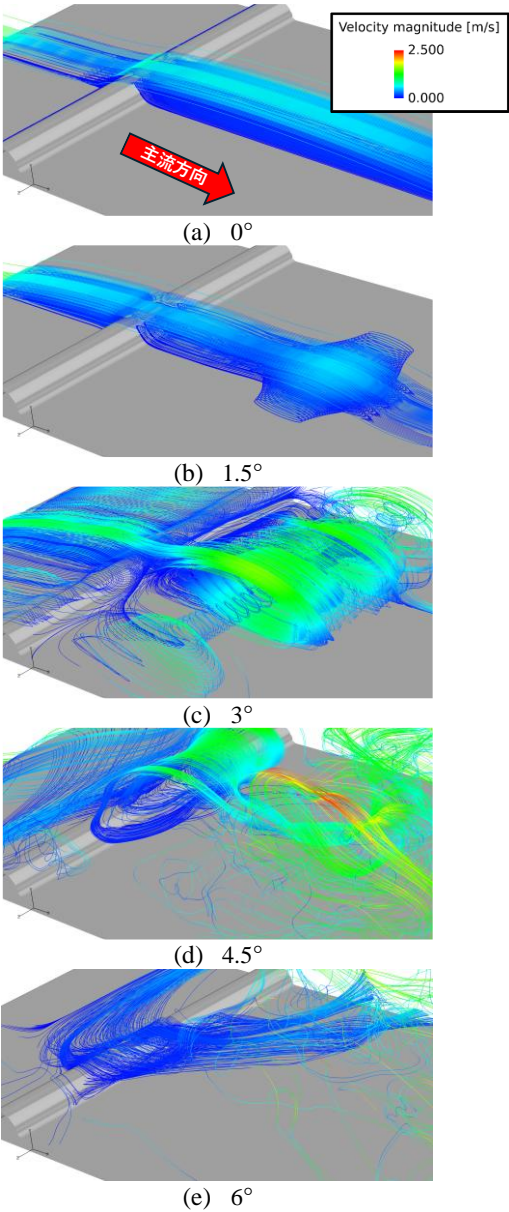 Velocity magnitude [m/s]
2.500
0.000
主流方向
(a) 0°
(b) 1.5°
(c) 3°
(d) 4.5°
(e) 6°